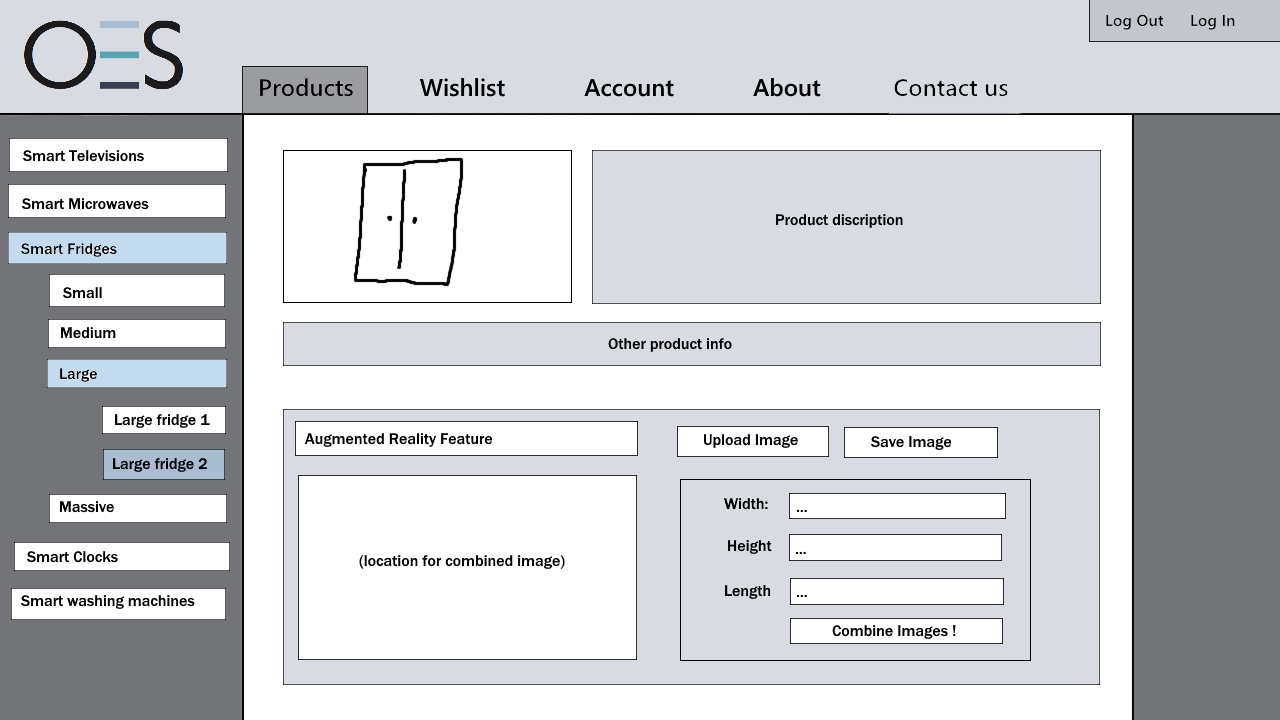 OES
Log Out Log In
Products Wishlist Account About Contact us
Smart Televisions
Smart Microwaves
Smart Fridges
Small
Medium
Large
Large fridge 1
Large fridge 2
Massive
Smart Clocks
Smart washing machines
Product discription
Other product info
Augmented Reality Feature
Upload Image Save Image
(location for combined image)
Width: ...
Height ...
Length ...
Combine Images !